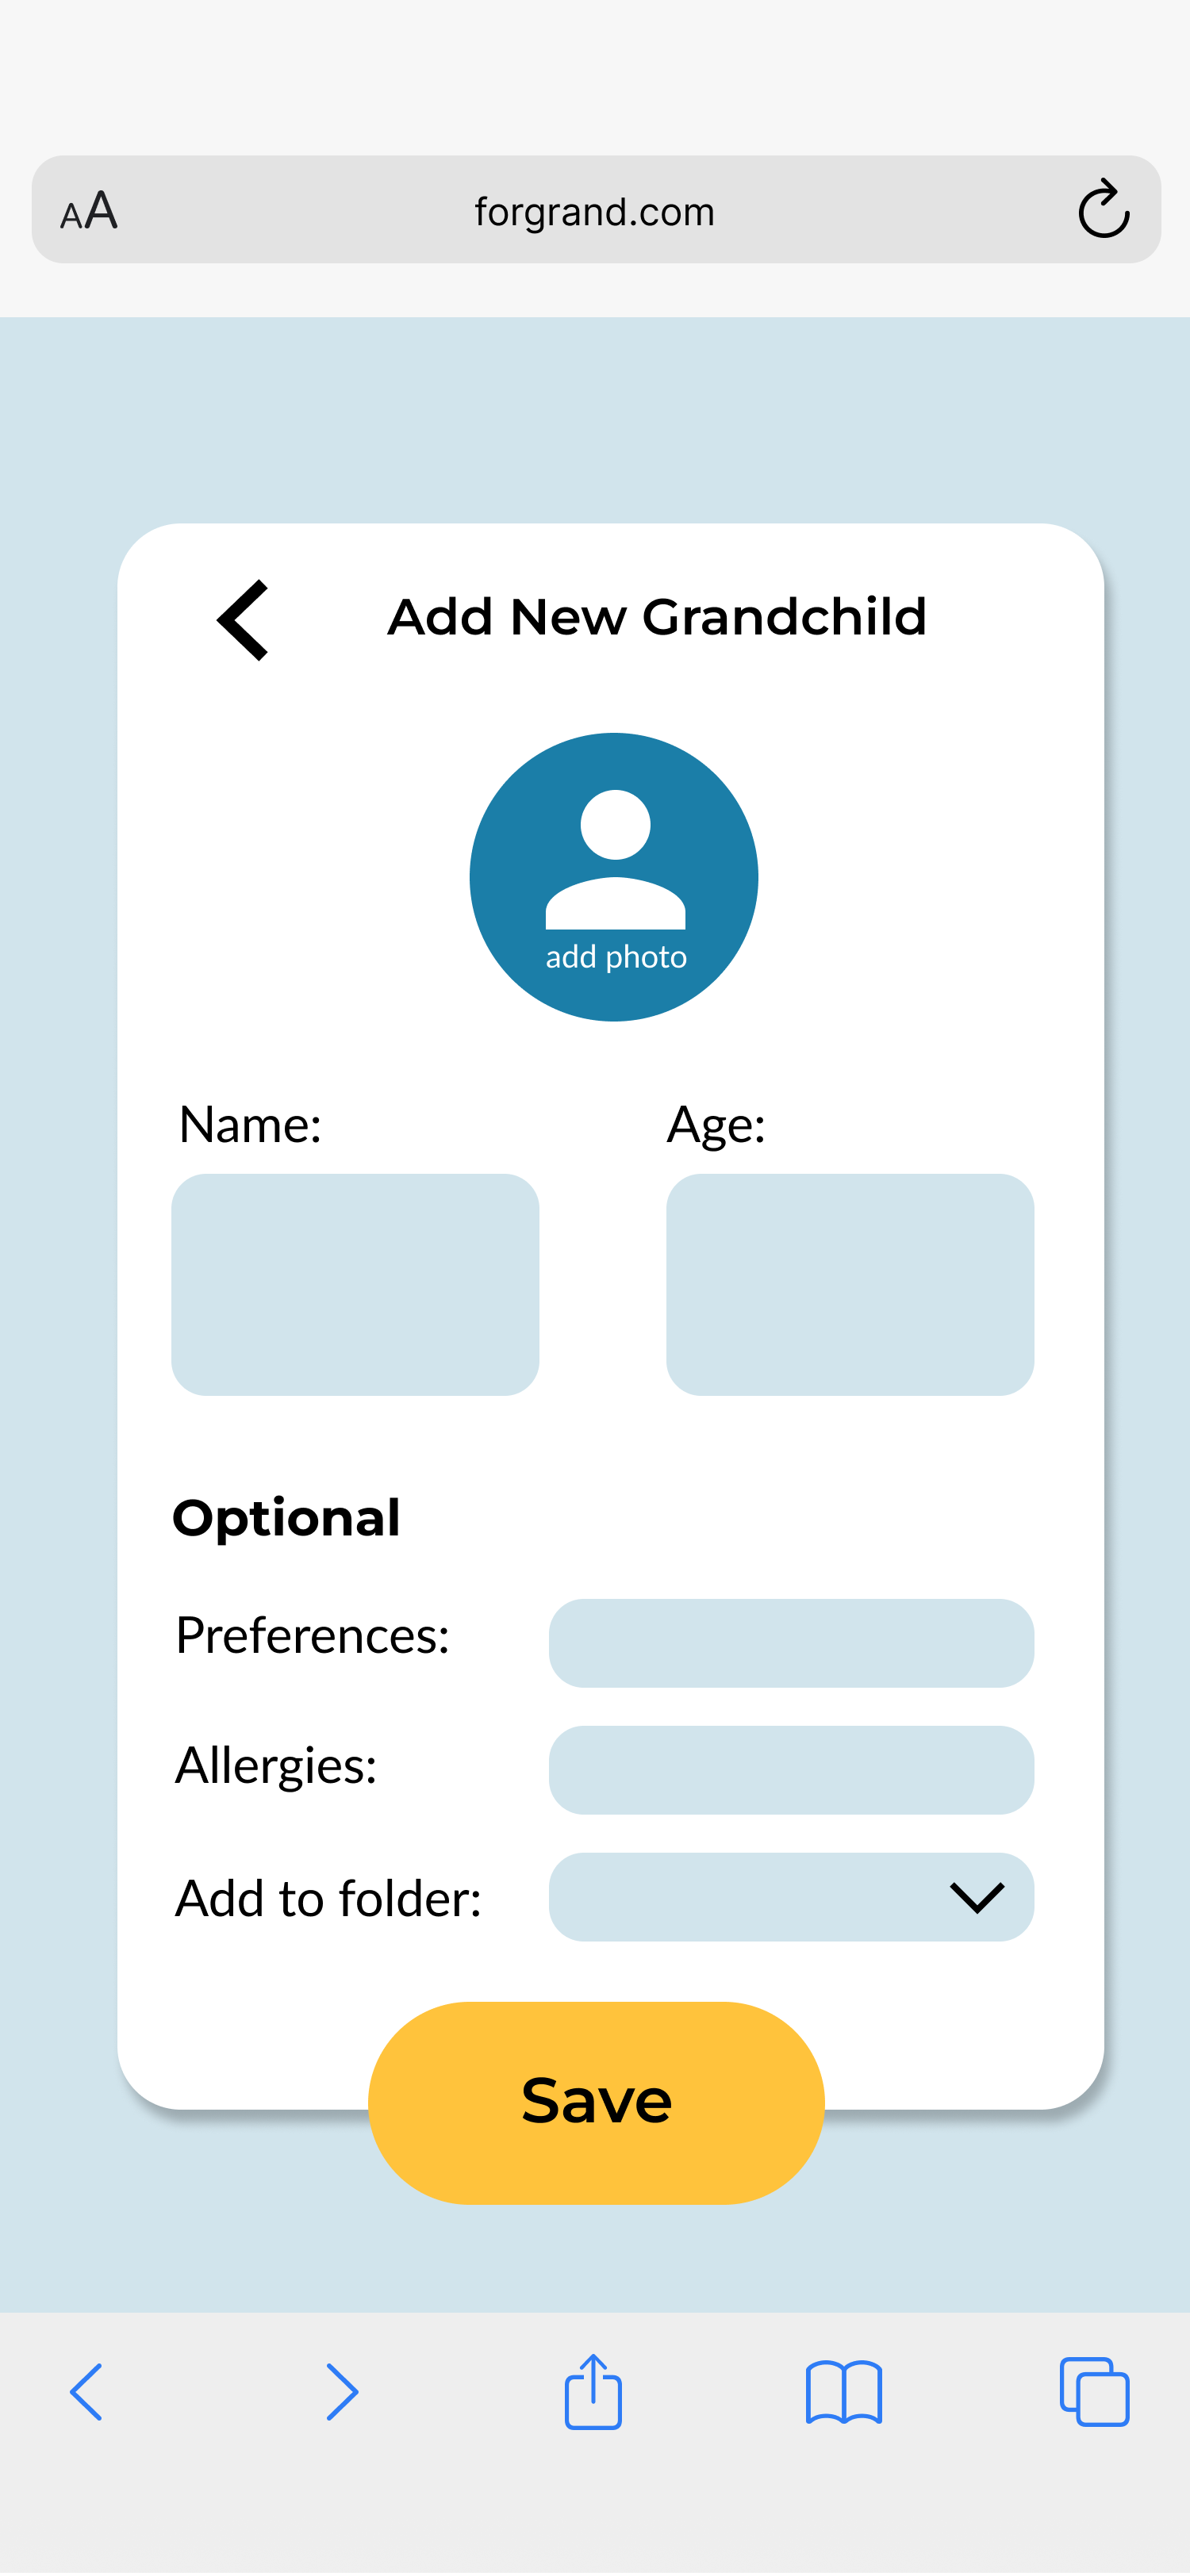 AA
forgrand.com
Add New Grandchild
add photo
Name:
Age:
Optional
Preferences:
Allergies:
Add to folder:
Save